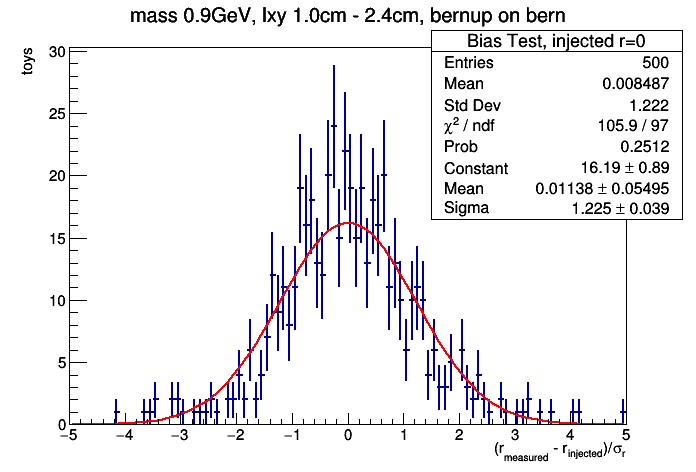 mass 0.9GeV, lxy 1.0cm - 2.4cm, bernup on bern
Bias Test, injected r=0
Entries 500
Mean 0.008487
Std Dev 1.222
χ² / ndf 105.9 / 97
Prob 0.2512
Constant 16.19 ± 0.89
Mean 0.01138 ± 0.05495
Sigma 1.225 ± 0.039
toys
30
25
20
15
10
5
0
−5 −4 −3 −2 −1 0 1 2 3 4 5
(r_measured - r_injected)/σ_r